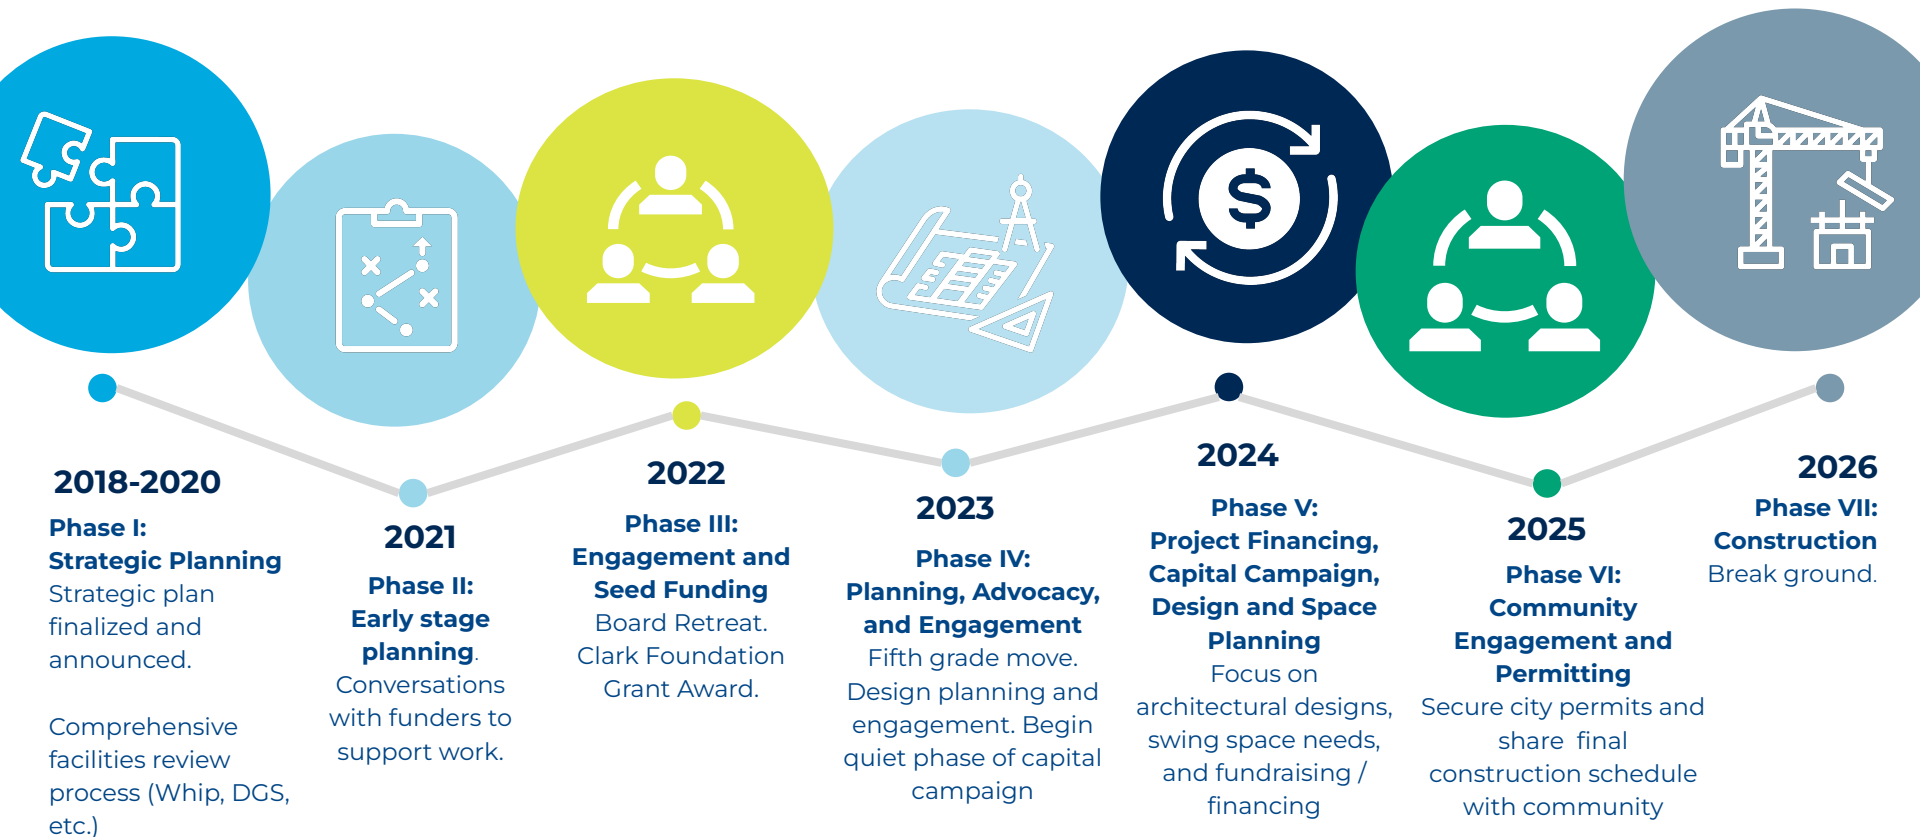 2018-2020
Phase I:
Strategic Planning
Strategic plan
finalized and
announced.
Comprehensive
facilities review
process (Whip, DGS,
etc.)
2021
Phase II:
Early stage
planning.
Conversations
with funders to
support work.
2022
Phase III:
Engagement and
Seed Funding
Board Retreat.
Clark Foundation
Grant Award.
2023
Phase IV:
Planning, Advocacy,
and Engagement
Fifth grade move.
Design planning and
engagement. Begin
quiet phase of capital
campaign
$
2024
Phase V:
Project Financing,
Capital Campaign,
Design and Space
Planning
Focus on
architectural designs,
swing space needs,
and fundraising /
financing
2025
Phase VI:
Community
Engagement and
Permitting
Secure city permits and
share final
construction schedule
with community
2026
Phase VII:
Construction
Break ground.